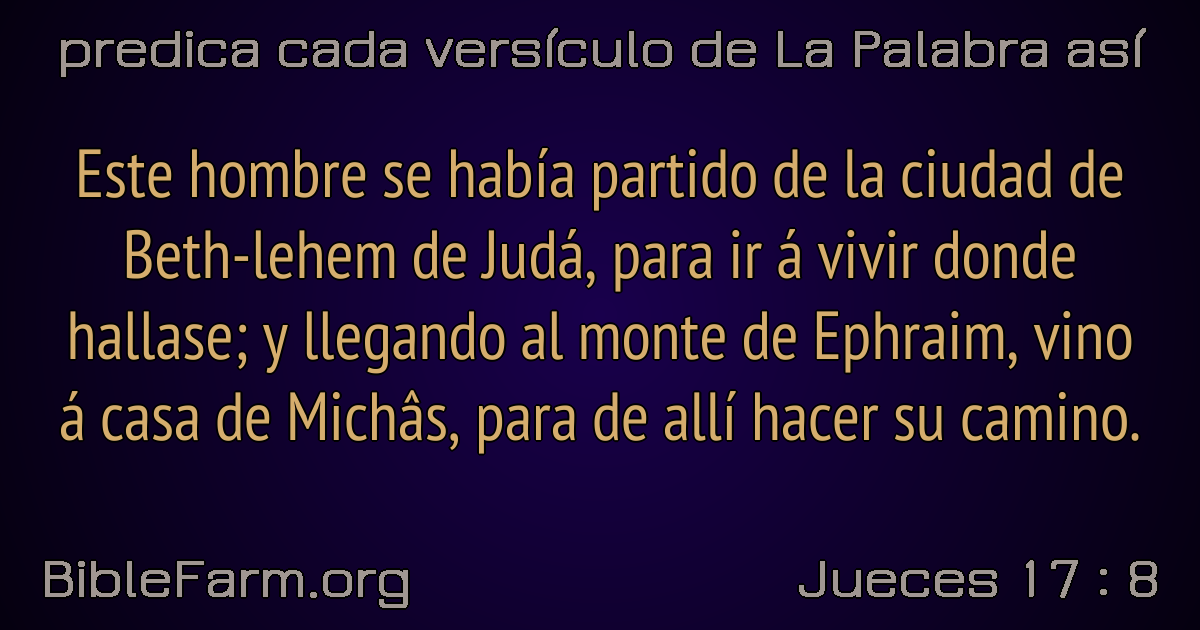 predica cada versículo de La Palabra así
Este hombre se había partido de la ciudad de
Beth-lehem de Judá, para ir á vivir donde
hallase; y llegando al monte de Ephraim, vino
á casa de Michâs, para de allí hacer su camino.
BibleFarm.org
Jueces 17 : 8